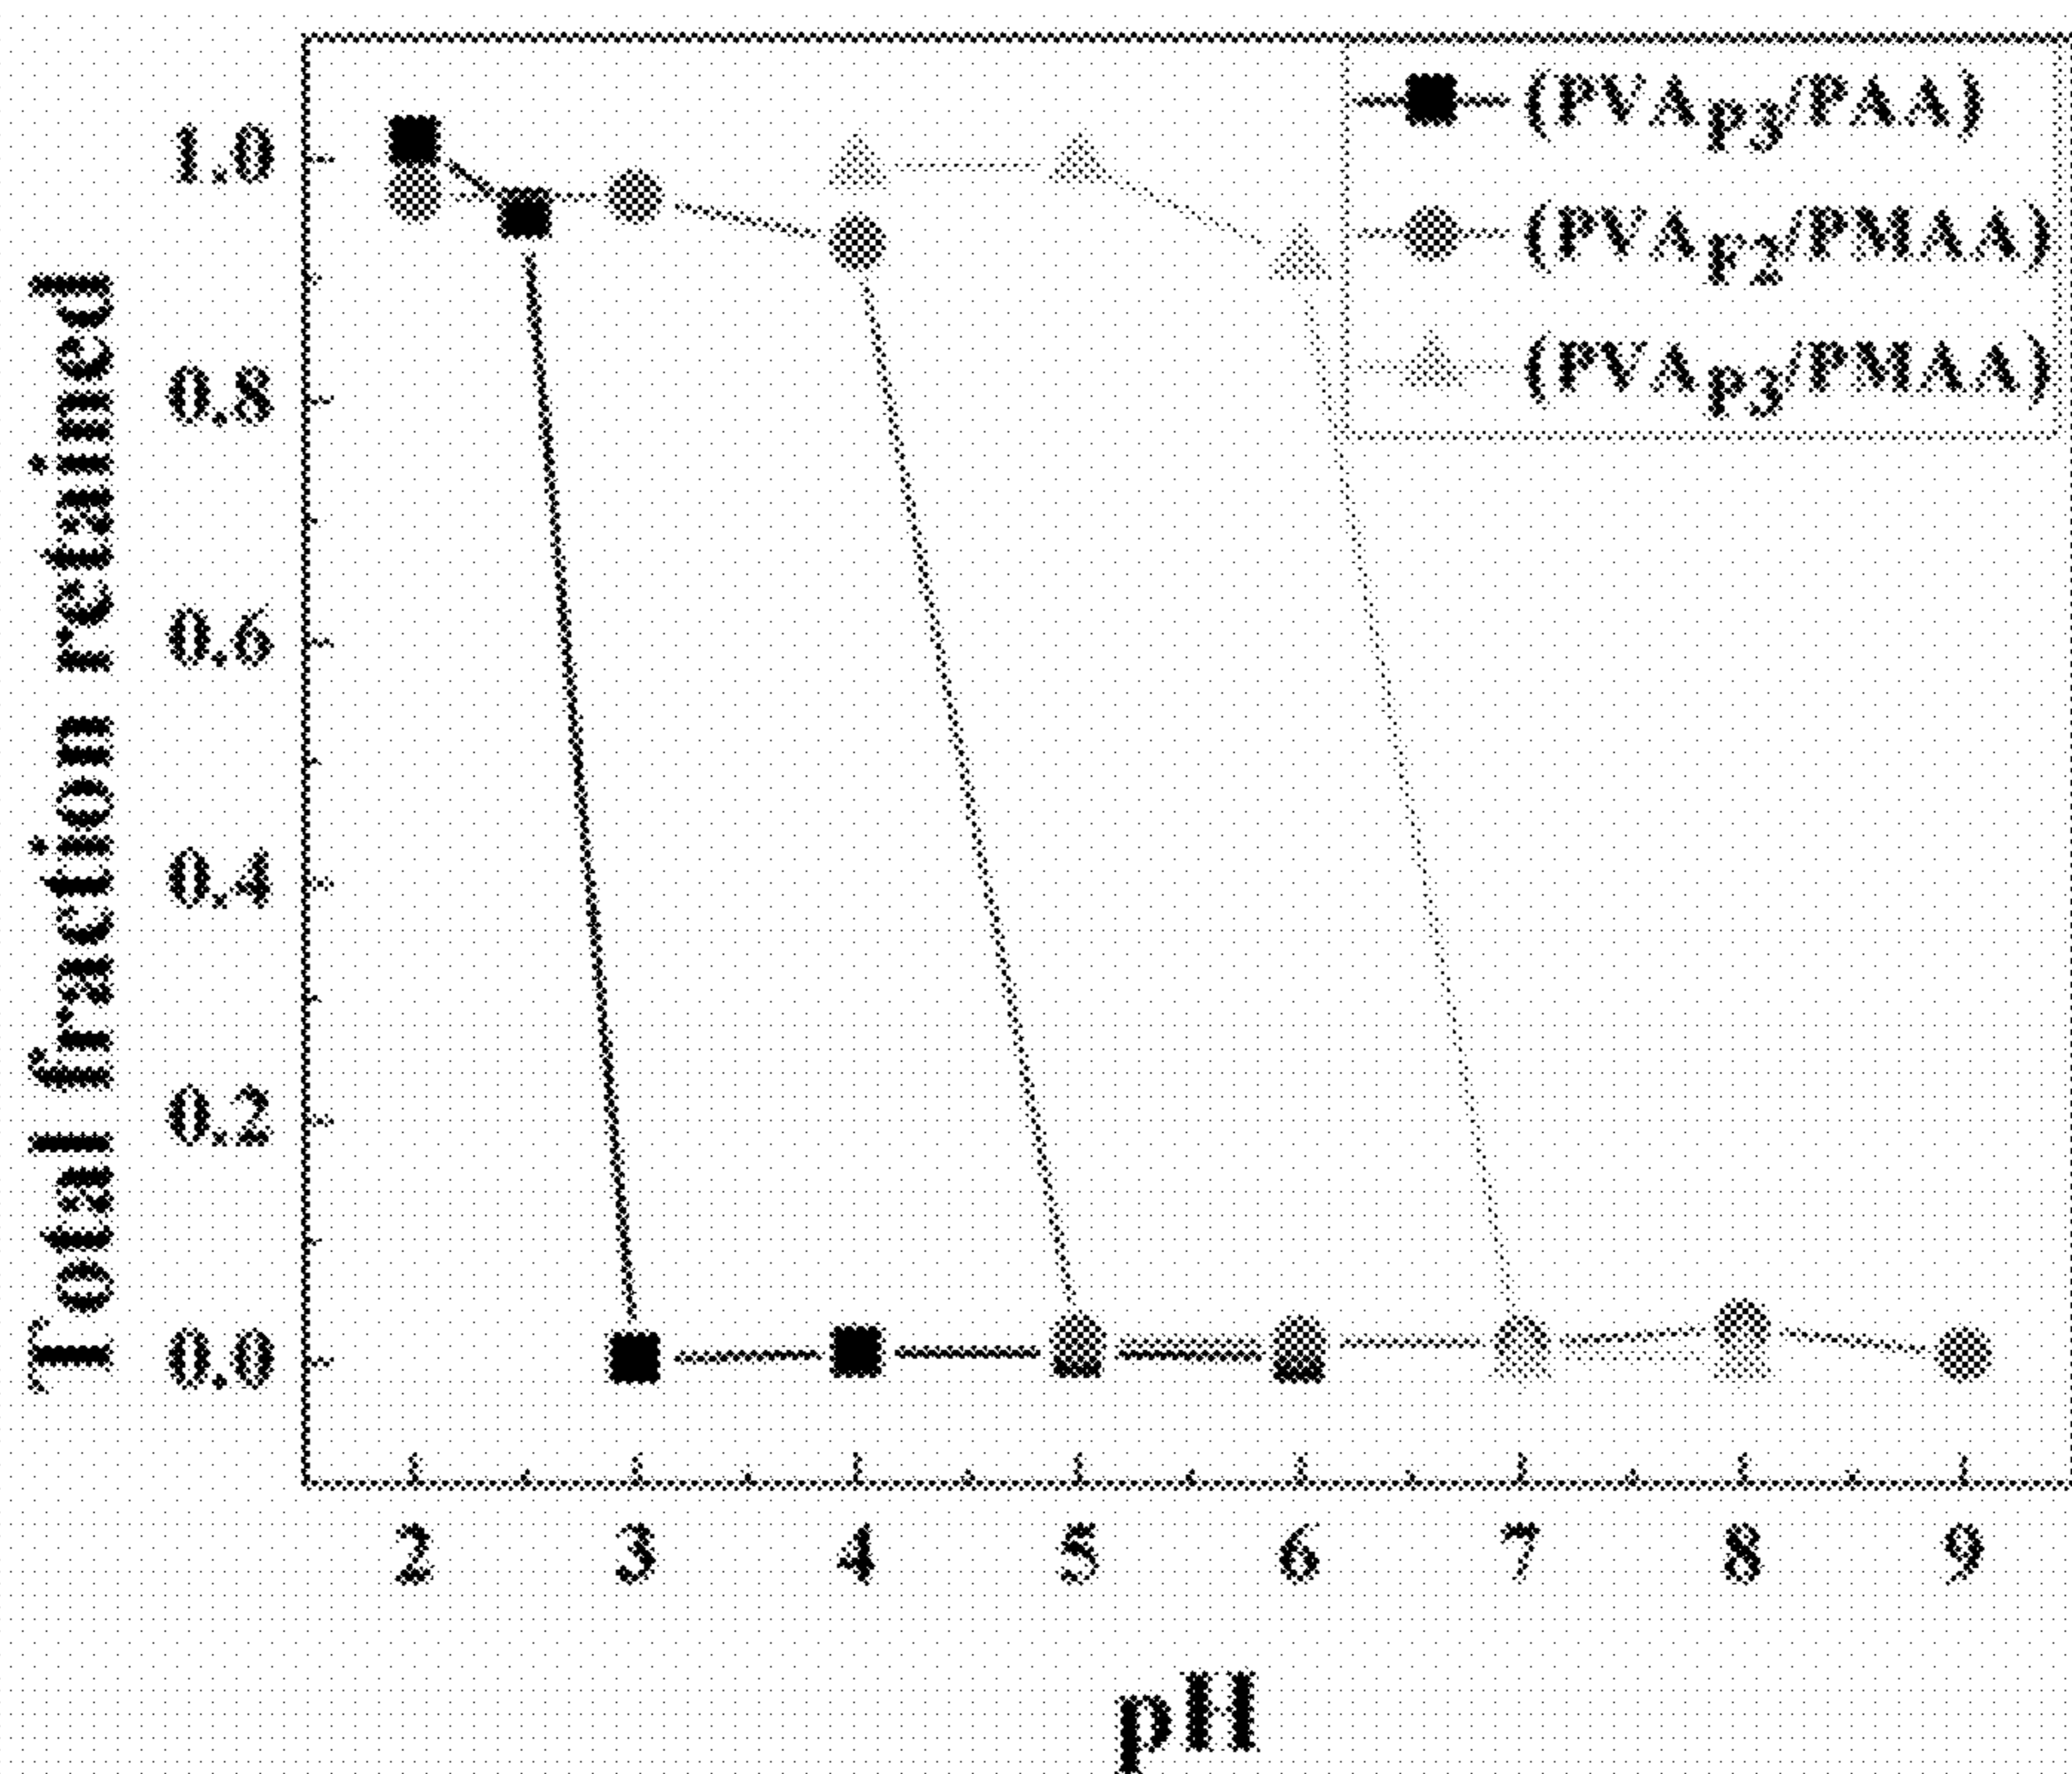 (PVAP3/PAA)
(PVAF2/PMAA)
(PVAP3/PMAA)
Total fraction retained
1.0
0.8
0.6
0.4
0.2
0.0
2 3 4 5 6 7 8 9
pH